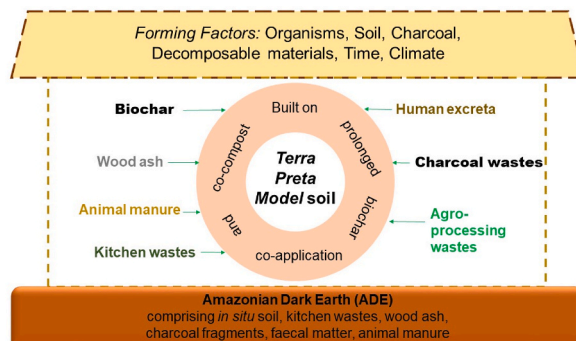 Forming Factors: Organisms, Soil, Charcoal,
Decomposable materials, Time, Climate
Biochar
Wood ash
Animal manure
Kitchen wastes
Built on
prolonged
biochar
co-application
and
co-compost
Terra
Preta
Model soil
Human excreta
Charcoal wastes
Agro-
processing
wastes
Amazonian Dark Earth (ADE)
comprising in situ soil, kitchen wastes, wood ash,
charcoal fragments, faecal matter, animal manure